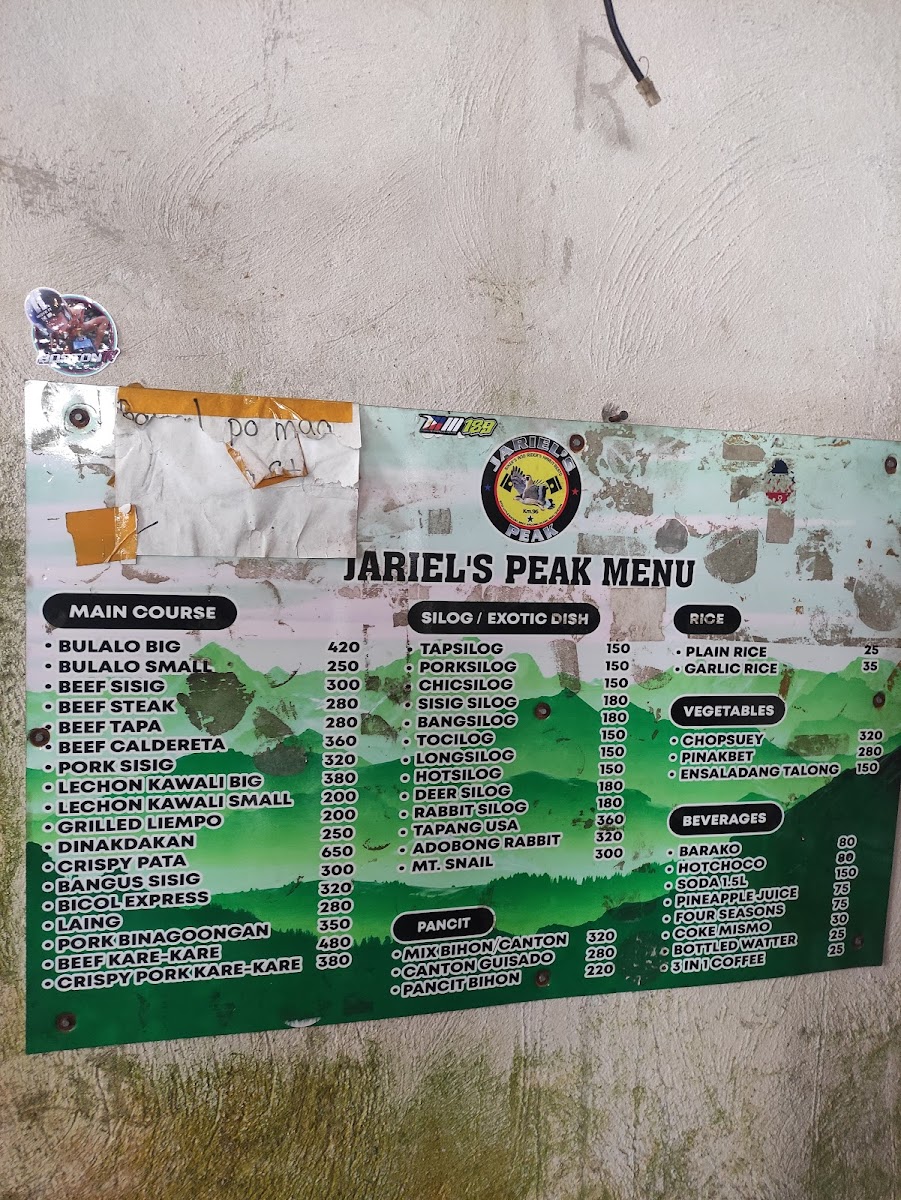 BOSTON
po man
189
JARIEL'S
PEAK
JARIEL'S PEAK MENU
MAIN COURSE
• BULALO BIG 420
• BULALO SMALL 250
• BEEF SISIG 300
• BEEF STEAK 280
• BEEF TAPA 280
• BEEF CALDERETA 360
• PORK SISIG 320
• LECHON KAWALI BIG 380
• LECHON KAWALI SMALL 200
• GRILLED LIEMPO 200
• DINAKDAKAN 250
• CRISPY PATA 650
• BANGUS SISIG 300
• BICOL EXPRESS 320
• LAING 280
• PORK BINAGOONGAN 350
• BEEF KARE-KARE 480
• CRISPY PORK KARE-KARE 380
SILOG / EXOTIC DISH
• TAPSILOG 150
• PORKSILOG 150
• CHICSILOG 150
• SISIG SILOG 180
• BANGSILOG 180
• TOCILOG 150
• LONGSILOG 150
• HOTSILOG 150
• DEER SILOG 180
• RABBIT SILOG 180
• TAPANG USA 360
• ADOBONG RABBIT 320
• MT. SNAIL 300
PANCIT
• MIX BIHON/CANTON 320
• CANTON GUISADO 280
• PANCIT BIHON 220
RICE
• PLAIN RICE 25
• GARLIC RICE 35
VEGETABLES
• CHOPSUEY 320
• PINAKBET 280
• ENSALADANG TALONG 150
BEVERAGES
• BARAKO 80
• HOTCHOCO 80
• SODA 1.5L 150
• PINEAPPLE JUICE 75
• FOUR SEASONS 75
• COKE MISMO 30
• BOTTLED WATTER 25
• 3 IN 1 COFFEE 25